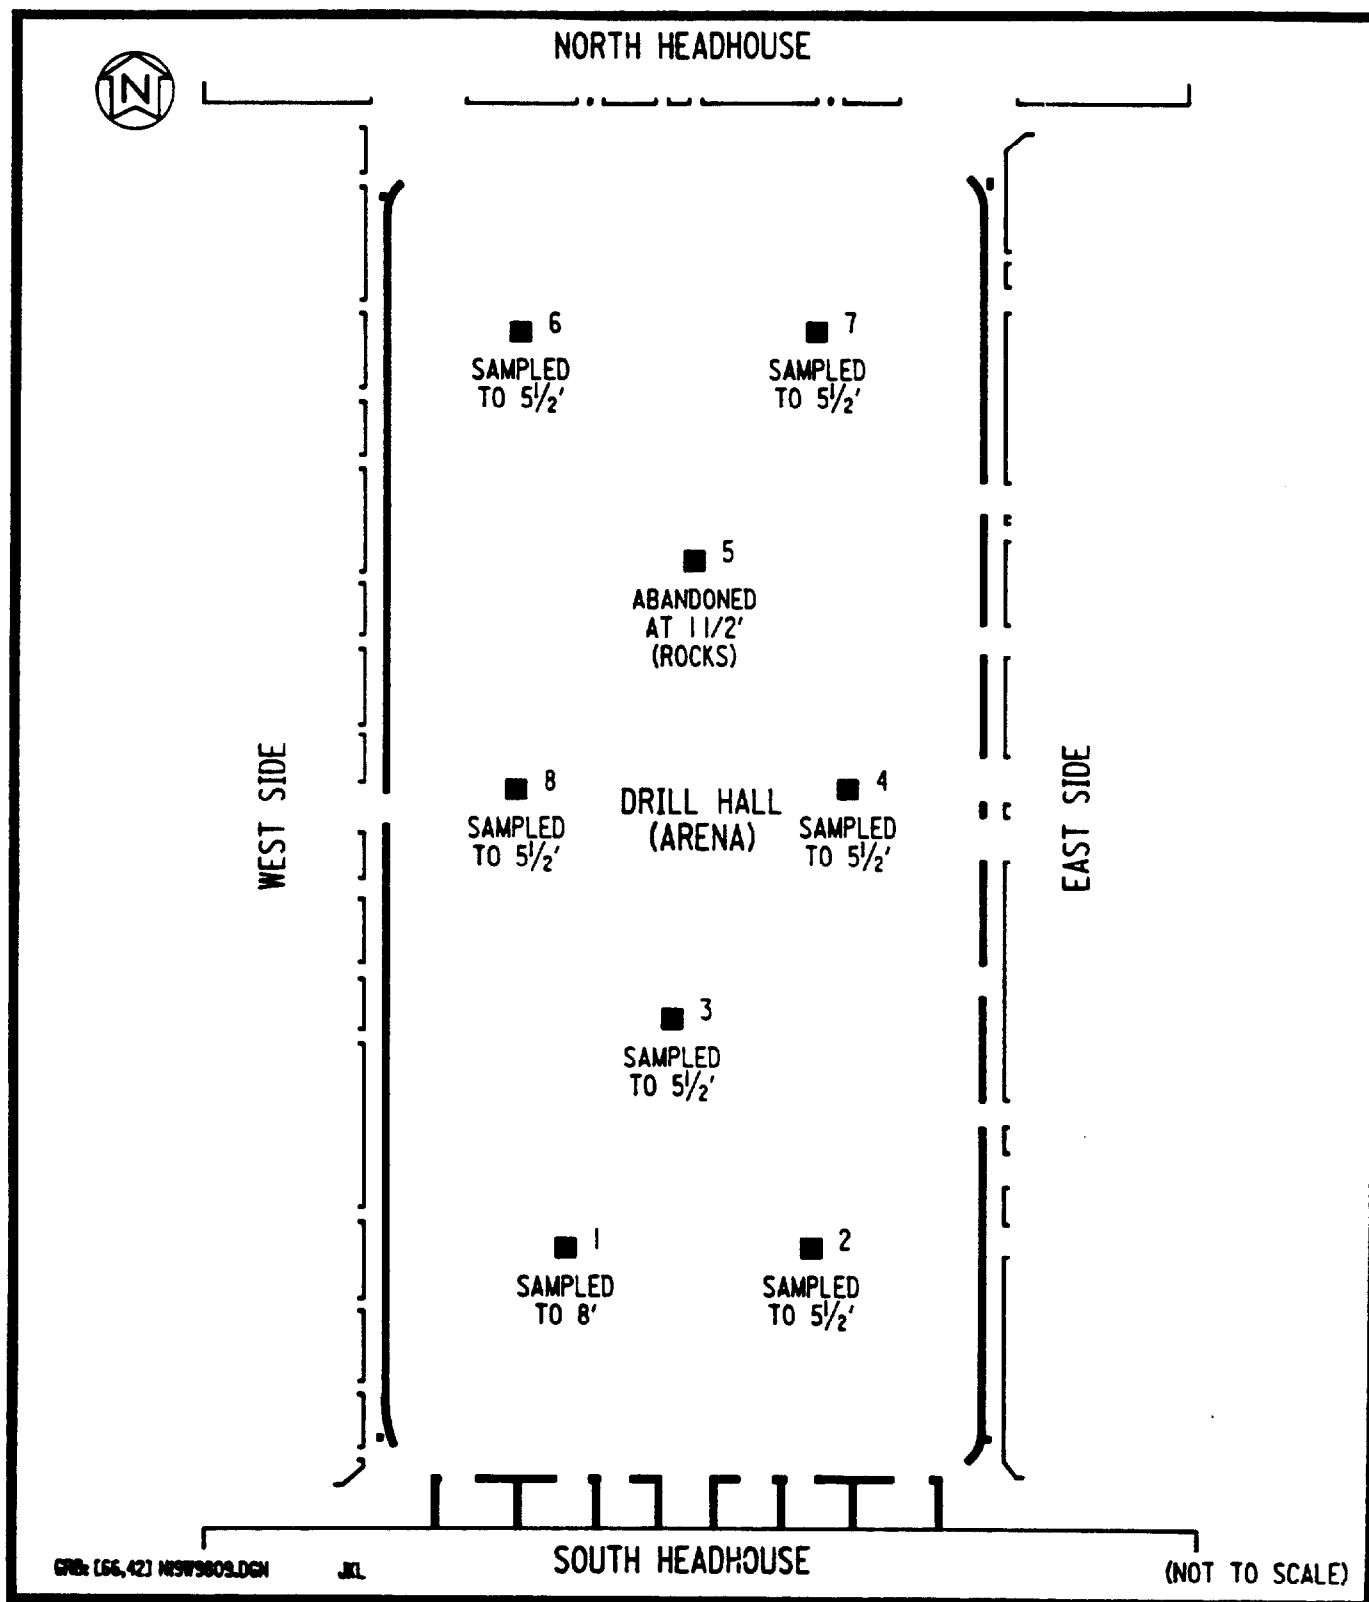 NORTH HEADHOUSE
N
6
SAMPLED
TO 5½'
7
SAMPLED
TO 5½'
5
ABANDONED
AT 1 1/2'
(ROCKS)
WEST SIDE
8
SAMPLED
TO 5½'
DRILL HALL
(ARENA)
4
SAMPLED
TO 5½'
EAST SIDE
3
SAMPLED
TO 5½'
1
SAMPLED
TO 8'
2
SAMPLED
TO 5½'
SOUTH HEADHOUSE
JKL
(NOT TO SCALE)